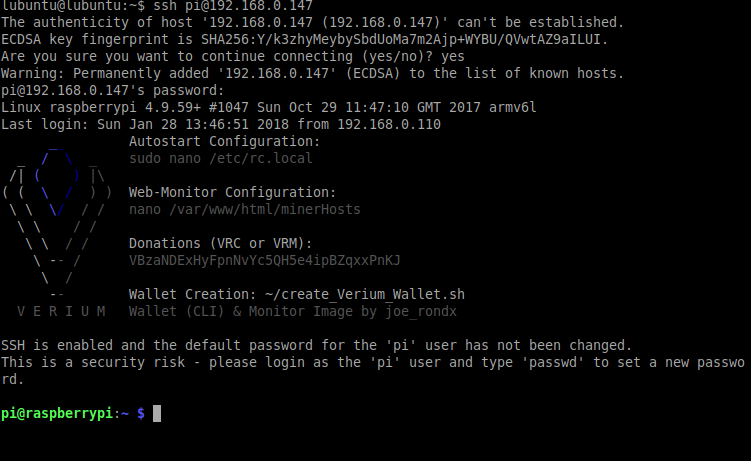 lubuntu@lubuntu:~$ ssh pi@192.168.0.147
The authenticity of host '192.168.0.147 (192.168.0.147)' can't be established.
ECDSA key fingerprint is SHA256:Y/k3zhyMeybySbdUoMa7m2Ajp+WYBU/QVwtAZ9aILUI.
Are you sure you want to continue connecting (yes/no)? yes
Warning: Permanently added '192.168.0.147' (ECDSA) to the list of known hosts.
pi@192.168.0.147's password:
Linux raspberrypi 4.9.59+ #1047 Sun Oct 29 11:47:10 GMT 2017 armv6l
Last login: Sun Jan 28 13:46:51 2018 from 192.168.0.110
Autostart Configuration:
sudo nano /etc/rc.local
Web-Monitor Configuration:
nano /var/www/html/minerHosts
Donations (VRC or VRM):
VBzaNDExHyFpnNvYc5QH5e4ipBZqxxPnKJ
Wallet Creation: ~/create_Verium_Wallet.sh
V E R I U M Wallet (CLI) & Monitor Image by joe_rondx
SSH is enabled and the default password for the 'pi' user has not been changed.
This is a security risk - please login as the 'pi' user and type 'passwd' to set a new passwo
rd.
pi@raspberrypi:~ $